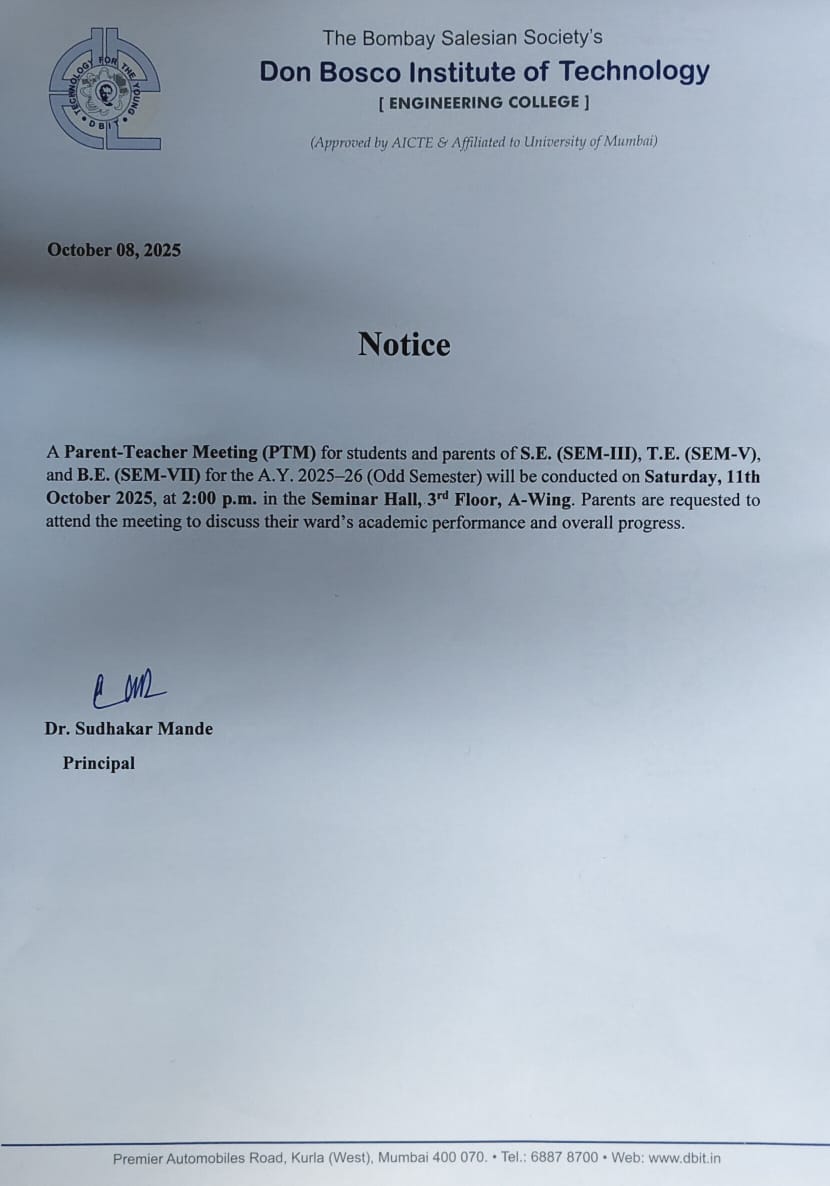 TECHNOLOGY FOR THE YOUNG
• DBIT •
The Bombay Salesian Society's
Don Bosco Institute of Technology
[ ENGINEERING COLLEGE ]
(Approved by AICTE & Affiliated to University of Mumbai)
October 08, 2025
Notice
A Parent-Teacher Meeting (PTM) for students and parents of S.E. (SEM-III), T.E. (SEM-V),
and B.E. (SEM-VII) for the A.Y. 2025–26 (Odd Semester) will be conducted on Saturday, 11th
October 2025, at 2:00 p.m. in the Seminar Hall, 3rd Floor, A-Wing. Parents are requested to
attend the meeting to discuss their ward's academic performance and overall progress.
Dr. Sudhakar Mande
Principal
Premier Automobiles Road, Kurla (West), Mumbai 400 070. • Tel.: 6887 8700 • Web: www.dbit.in